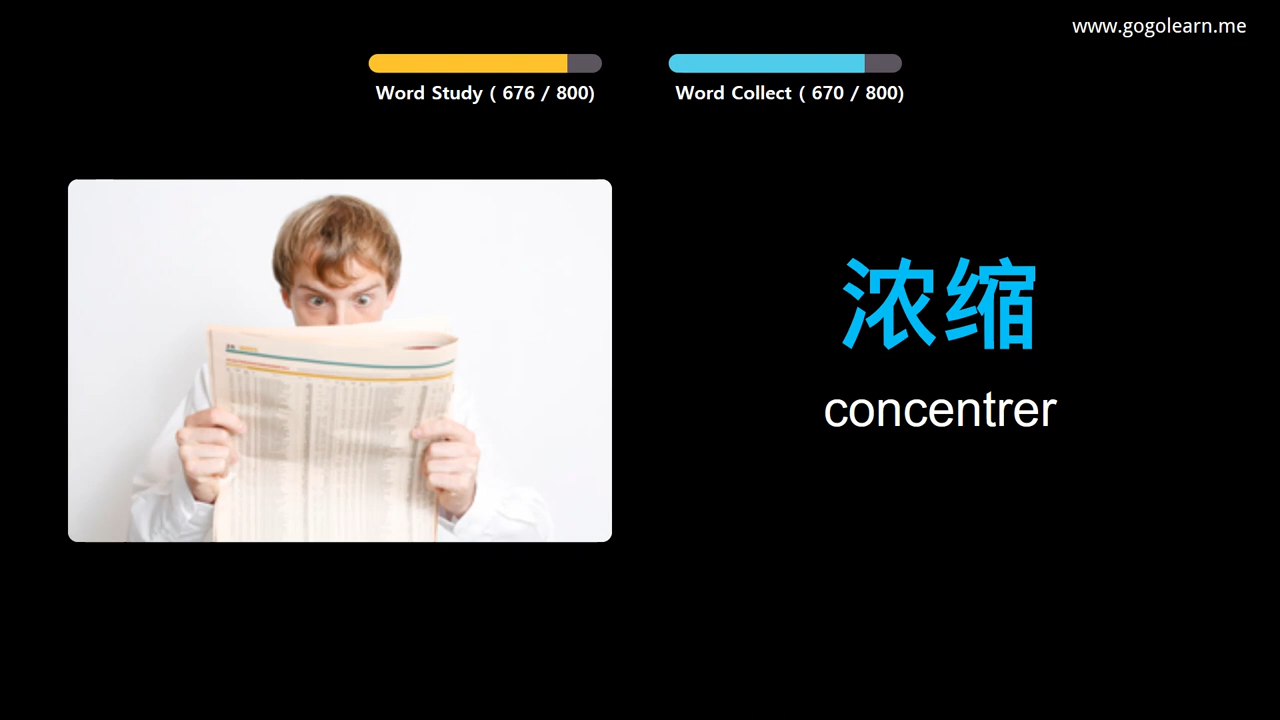 www.gogolearn.me
Word Study ( 676 / 800)
Word Collect ( 670 / 800)
浓缩
concentrer